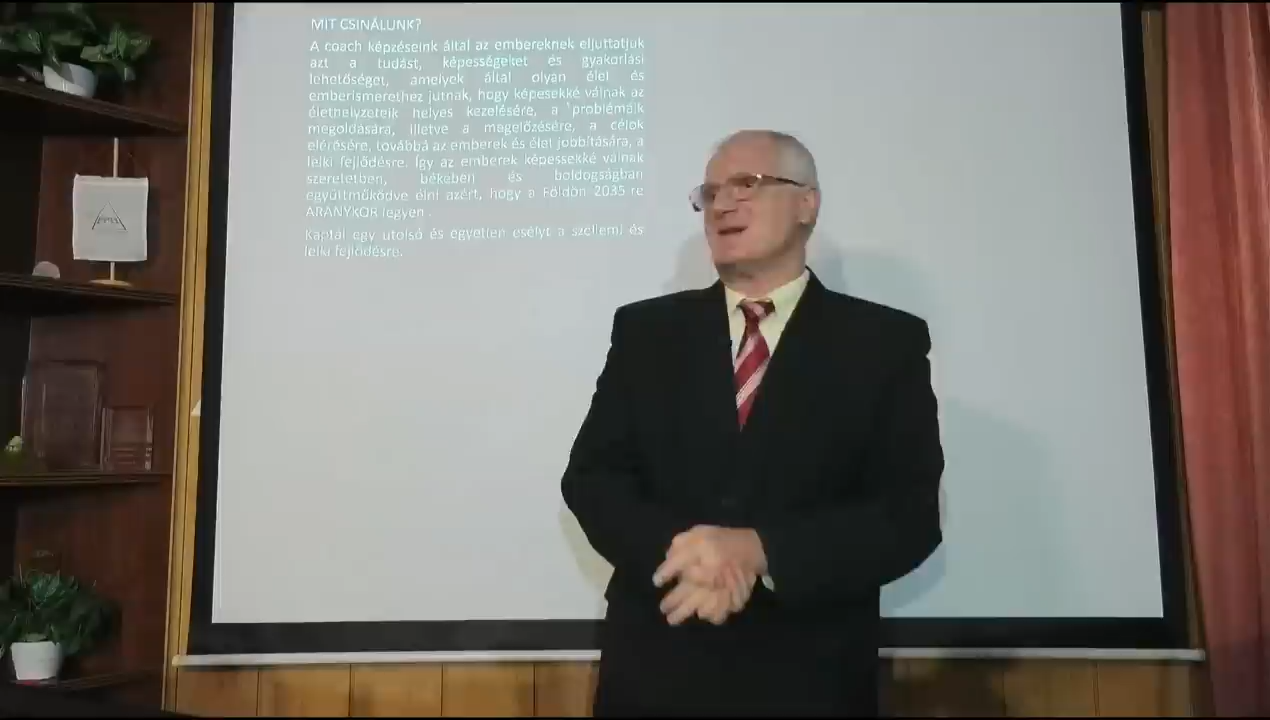 MIT CSINÁLUNK?
A coach képzéseink által az embereknek eljuttatjuk
azt a tudást, képességeket és gyakorlási
lehetőséget, amelyek által olyan élet és
emberismerethez jutnak, hogy képesekké válnak az
élethelyzeteik helyes kezelésére, a problémáik
megoldására, illetve a megelőzésére, a célok
elérésére, továbbá az emberek és élet jobbítására, a
lelki fejlődésre. Így az emberek képessekké válnak
szeretetben, békében és boldogságban
együttműködve élni azért, hogy a Földön 2035-re
ARANYKOR legyen .
Kaptál egy utolsó és egyetlen esélyt a szellemi és
lelki fejlődésre.